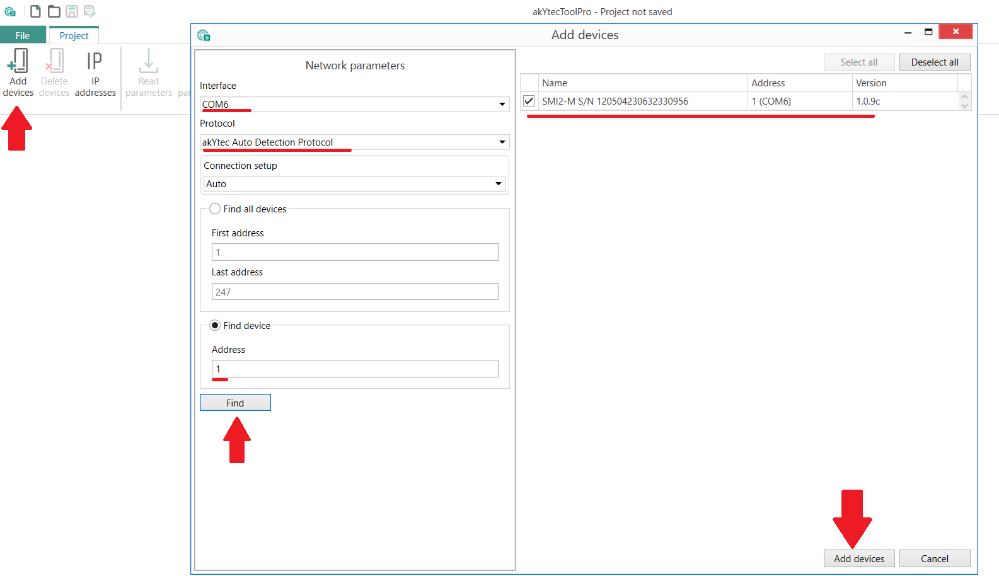 akYtecToolPro - Project not saved
File
Project
Add devices
Add
devices
Delete
devices
IP
addresses
Read
parameters
par
Network parameters
Interface
COM6
Protocol
akYtec Auto Detection Protocol
Connection setup
Auto
Find all devices
First address
1
Last address
247
Find device
Address
1
Find
Select all
Deselect all
Name Address Version
SMI2-M S/N 120504230632330956 1 (COM6) 1.0.9c
Add devices
Cancel